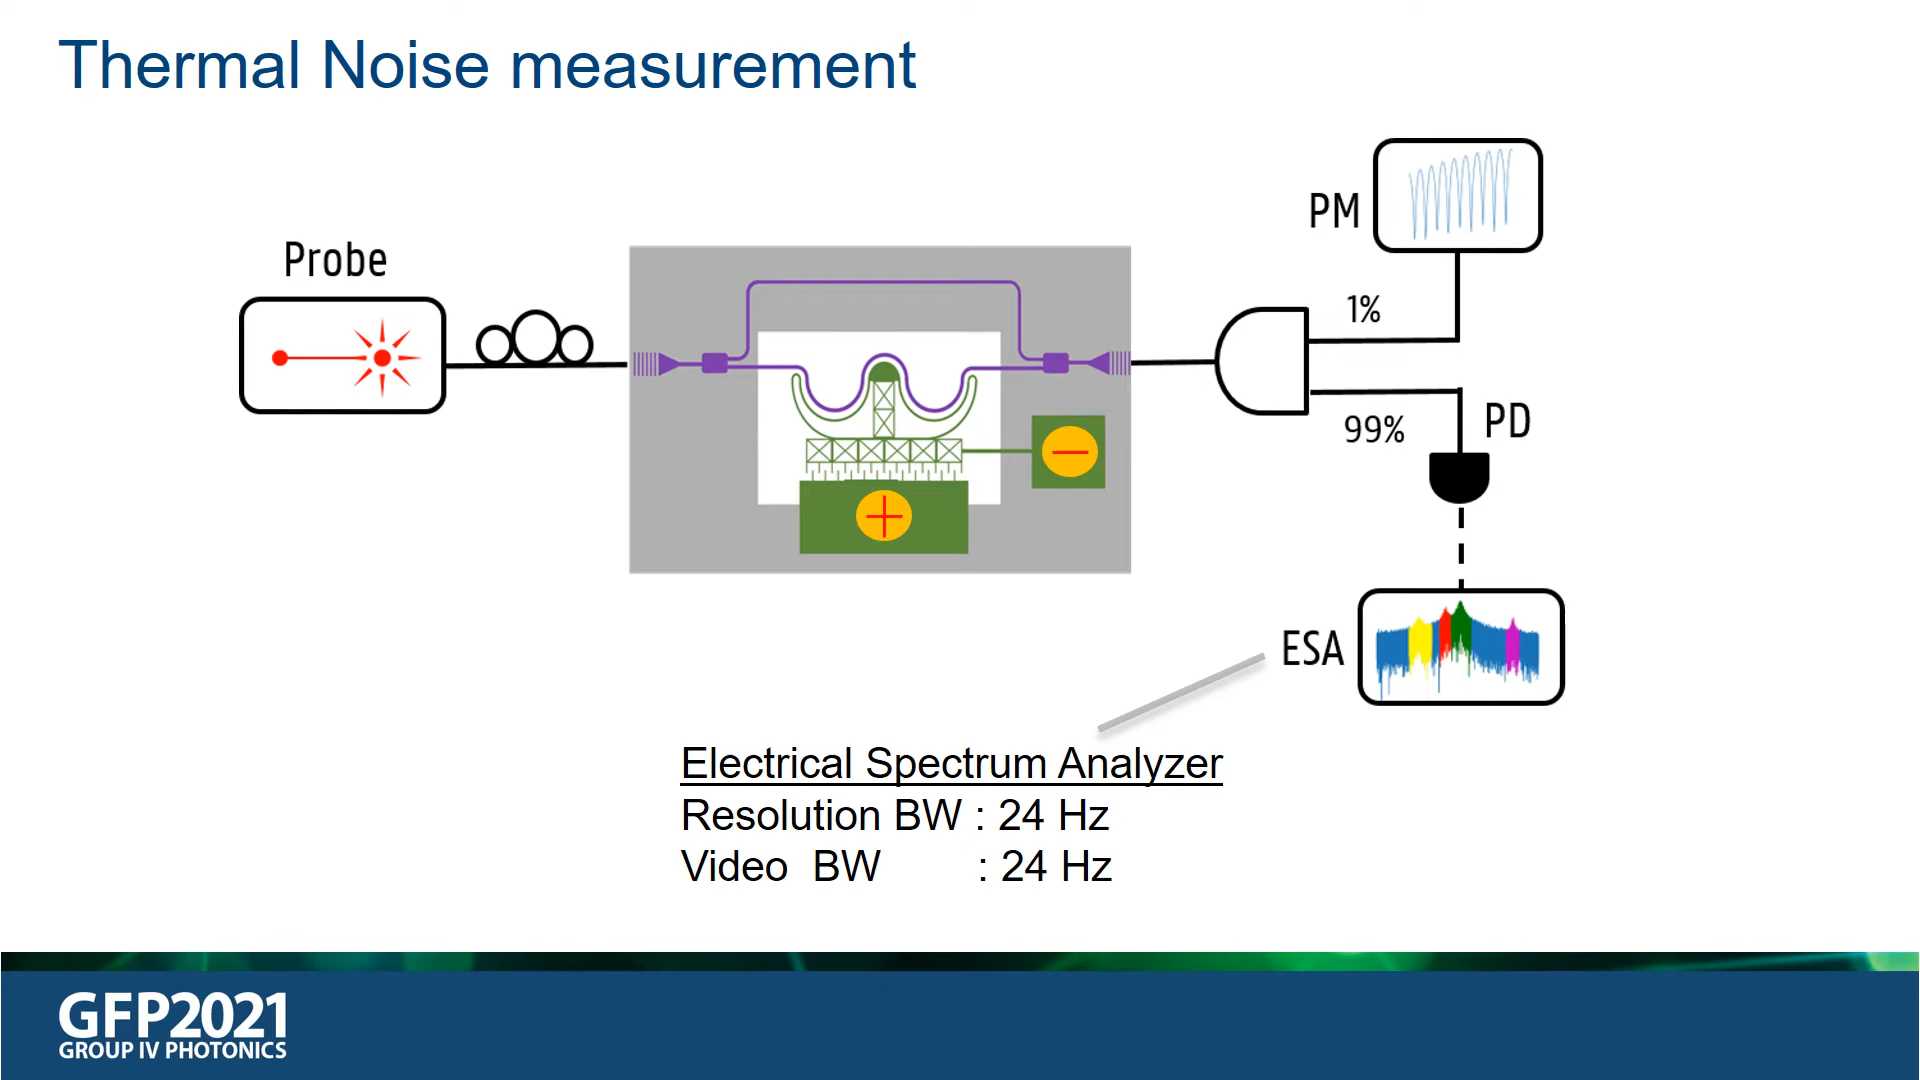 Thermal Noise measurement
Probe
PM
1%
99%
PD
ESA
Electrical Spectrum Analyzer
Resolution BW : 24 Hz
Video BW : 24 Hz
GFP2021
GROUP IV PHOTONICS